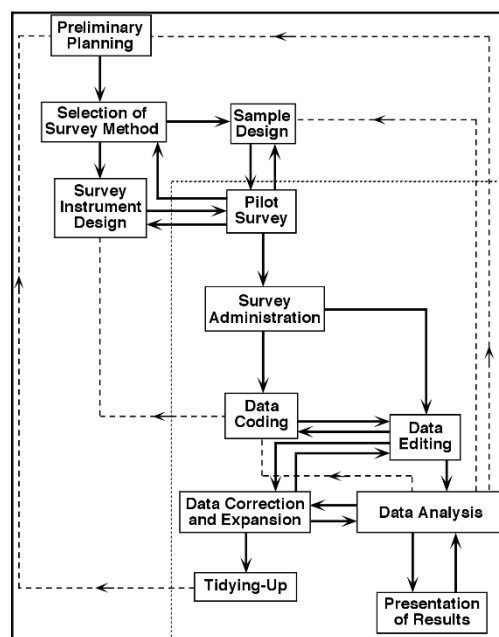 Preliminary
Planning
Selection of
Survey Method
Sample
Design
Survey
Instrument
Design
Pilot
Survey
Survey
Administration
Data
Coding
Data
Editing
Data Correction
and Expansion
Data Analysis
Tidying-Up
Presentation
of Results